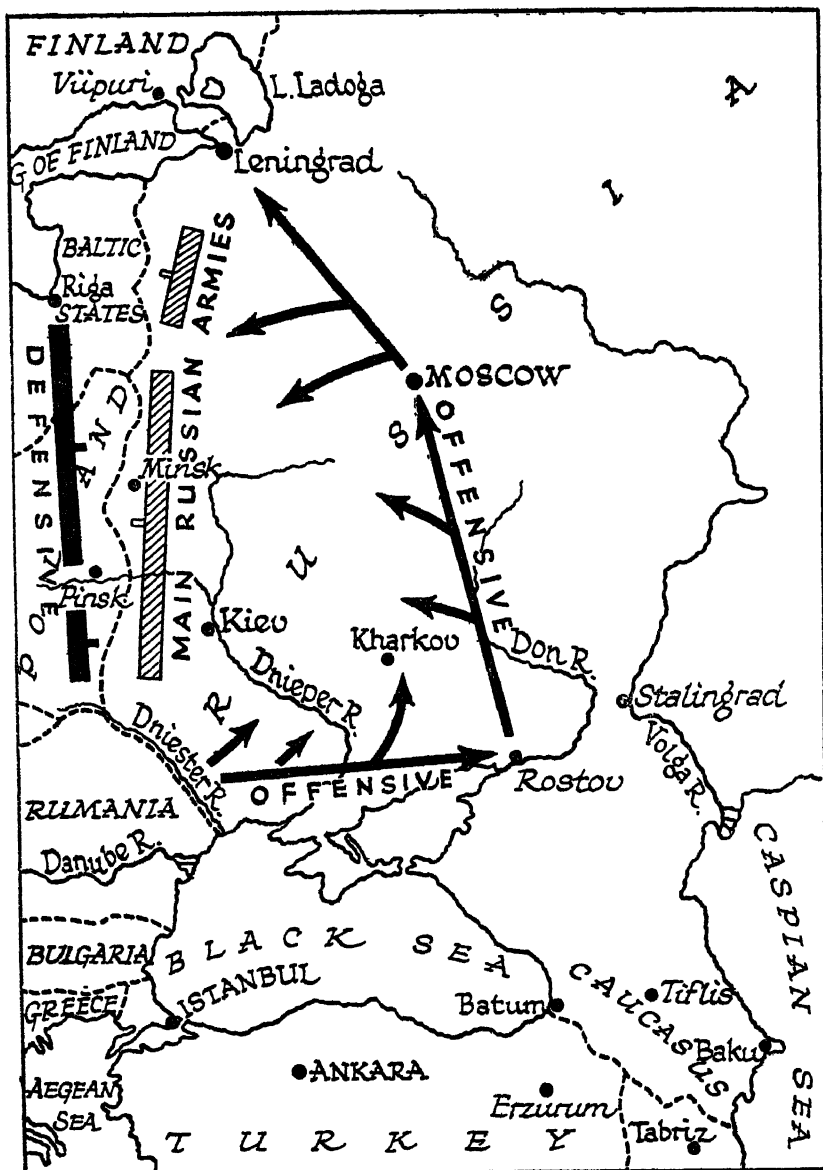 FINLAND
Viipuri
L. Ladoga
G OF FINLAND
Leningrad
BALTIC
Riga
STATES
DEFENSIVE
POLAND
MAIN RUSSIAN ARMIES
Minsk
Pinsk
MOSCOW
OFFENSIVE
RUSSIA
Kiev
Kharkov
Don R.
Dnieper R.
Stalingrad
Volga R.
Dniester R.
OFFENSIVE
Rostov
RUMANIA
Danube R.
BULGARIA
BLACK SEA
CASPIAN SEA
GREECE
ISTANBUL
Batum
CAUCASUS
Tiflis
Baku
AEGEAN
SEA
ANKARA
Erzurum
TURKEY
Tabriz